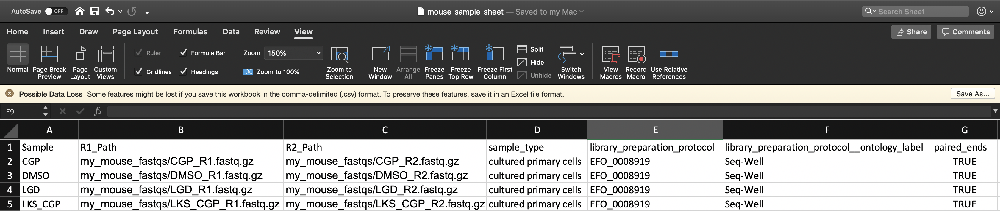 AutoSave OFF mouse_sample_sheet — Saved to my Mac Search Sheet
Home Insert Draw Page Layout Formulas Data Review View Share Comments
Ruler Formula Bar Zoom 150% Split
Hide
Normal Page Break Preview Page Layout Custom Views Gridlines Headings 100 Zoom to 100% Zoom to Selection New Window Arrange All Freeze Panes Freeze Top Row Freeze First Column Unhide Switch Windows View Macros Record Macro Use Relative References
Possible Data Loss Some features might be lost if you save this workbook in the comma-delimited (.csv) format. To preserve these features, save it in an Excel file format. Save As...
E9 fx
A B C D E F G
1 Sample R1_Path R2_Path sample_type library_preparation_protocol library_preparation_protocol__ontology_label paired_ends
2 CGP my_mouse_fastqs/CGP_R1.fastq.gz my_mouse_fastqs/CGP_R2.fastq.gz cultured primary cells EFO_0008919 Seq-Well TRUE
3 DMSO my_mouse_fastqs/DMSO_R1.fastq.gz my_mouse_fastqs/DMSO_R2.fastq.gz cultured primary cells EFO_0008919 Seq-Well TRUE
4 LGD my_mouse_fastqs/LGD_R1.fastq.gz my_mouse_fastqs/LGD_R2.fastq.gz cultured primary cells EFO_0008919 Seq-Well TRUE
5 LKS_CGP my_mouse_fastqs/LKS_CGP_R1.fastq.gz my_mouse_fastqs/LKS_CGP_R2.fastq.gz cultured primary cells EFO_0008919 Seq-Well TRUE